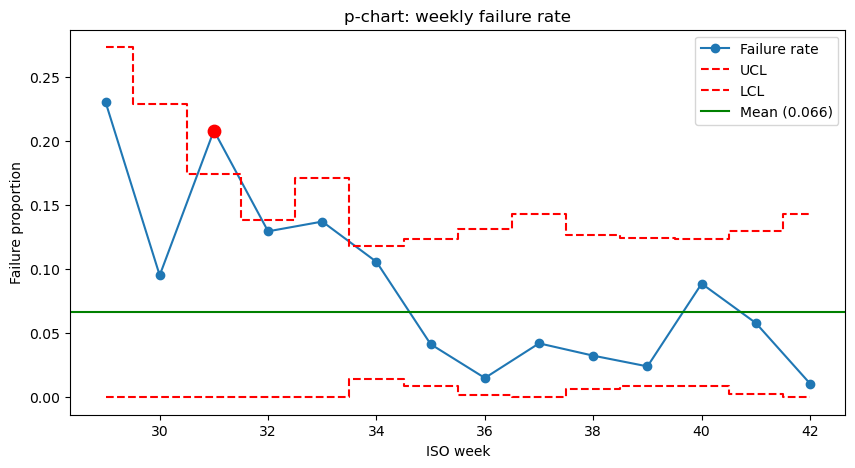 p-chart: weekly failure rate
Failure rate
UCL
LCL
Mean (0.066)
Failure proportion
0.25
0.20
0.15
0.10
0.05
0.00
30 32 34 36 38 40 42
ISO week